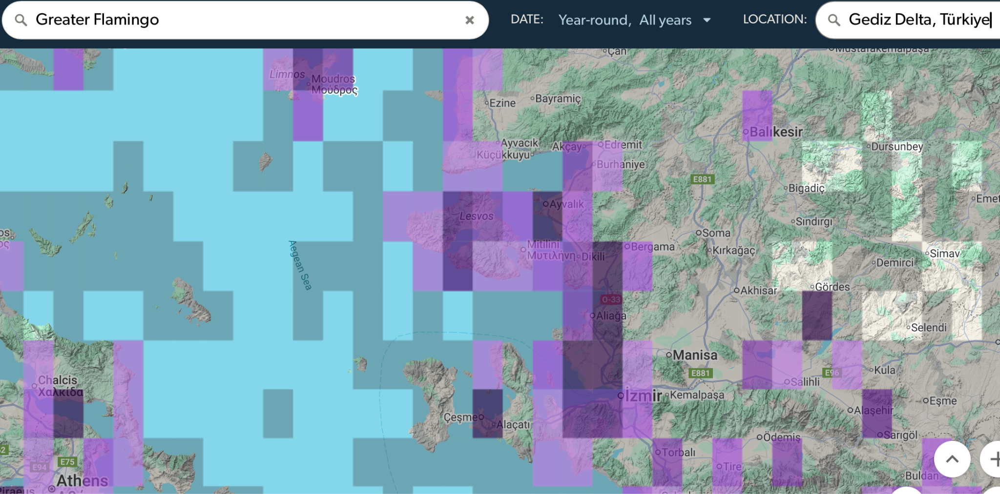 Greater Flamingo
DATE: Year-round, All years
LOCATION: Gediz Delta, Türkiye
Çan
Mustafakemalpaşa
Limnos
Moudros
Μούδρος
Ezine
Bayramiç
Balıkesir
Ayvacık
Akçay
Edremit
Dursunbey
Küçükkuyu
Burhaniye
E881
Bigadiç
Emet
Ayvalık
Lesvos
Sındırgı
Soma
Mitilini
Μυτιλήνη
Dikili
Bergama
Kırkağaç
Simav
Demirci
Aegean Sea
Gördes
Akhisar
O-33
Aliağa
Selendi
Manisa
E881
Kula
E96
Salihli
Chalcis
Χαλκίδα
İzmir
Kemalpaşa
Eşme
Alaşehir
Çeşme
Alaçatı
Sarıgöl
Ödemiş
Torbalı
E75
E94
Tire
Buldan
Athens
Piraeus